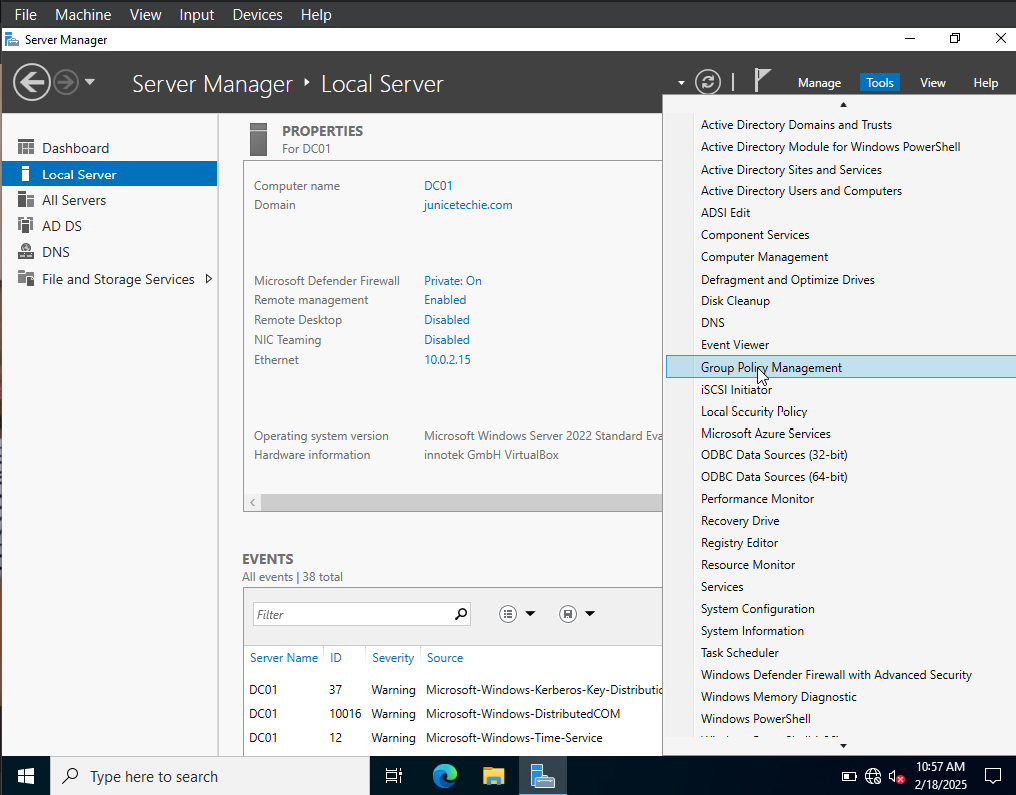 File Machine View Input Devices Help
Server Manager
Server Manager • Local Server
Manage Tools View Help
Dashboard
Local Server
All Servers
AD DS
DNS
File and Storage Services
PROPERTIES
For DC01
Computer name DC01
Domain junicetechie.com
Microsoft Defender Firewall Private: On
Remote management Enabled
Remote Desktop Disabled
NIC Teaming Disabled
Ethernet 10.0.2.15
Operating system version Microsoft Windows Server 2022 Standard Eva
Hardware information innotek GmbH VirtualBox
EVENTS
All events | 38 total
Filter
Server Name ID Severity Source
DC01 37 Warning Microsoft-Windows-Kerberos-Key-Distributic
DC01 10016 Warning Microsoft-Windows-DistributedCOM
DC01 12 Warning Microsoft-Windows-Time-Service
Active Directory Domains and Trusts
Active Directory Module for Windows PowerShell
Active Directory Sites and Services
Active Directory Users and Computers
ADSI Edit
Component Services
Computer Management
Defragment and Optimize Drives
Disk Cleanup
DNS
Event Viewer
Group Policy Management
iSCSI Initiator
Local Security Policy
Microsoft Azure Services
ODBC Data Sources (32-bit)
ODBC Data Sources (64-bit)
Performance Monitor
Recovery Drive
Registry Editor
Resource Monitor
Services
System Configuration
System Information
Task Scheduler
Windows Defender Firewall with Advanced Security
Windows Memory Diagnostic
Windows PowerShell
Type here to search
10:57 AM
2/18/2025